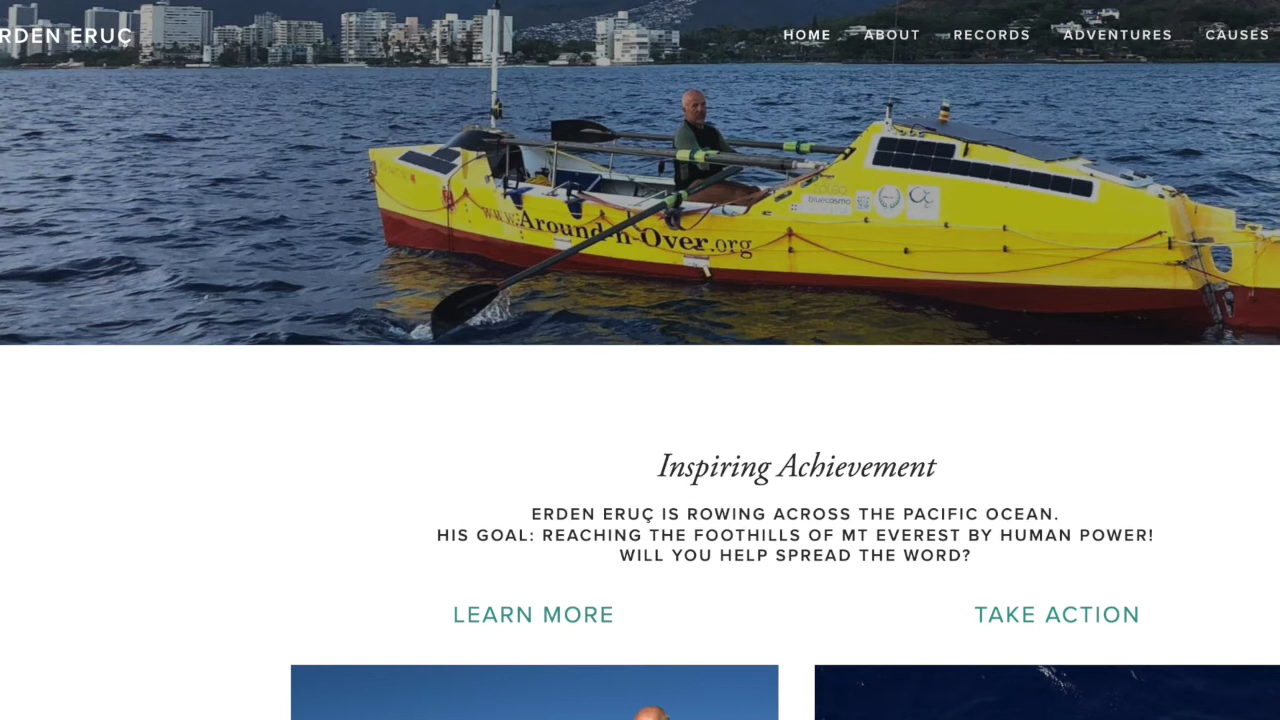 RDEN ERUÇ
HOME ABOUT RECORDS ADVENTURES CAUSES
www.Around-n-Over.org
bluecosmo
Inspiring Achievement
ERDEN ERUÇ IS ROWING ACROSS THE PACIFIC OCEAN.
HIS GOAL: REACHING THE FOOTHILLS OF MT EVEREST BY HUMAN POWER!
WILL YOU HELP SPREAD THE WORD?
LEARN MORE TAKE ACTION